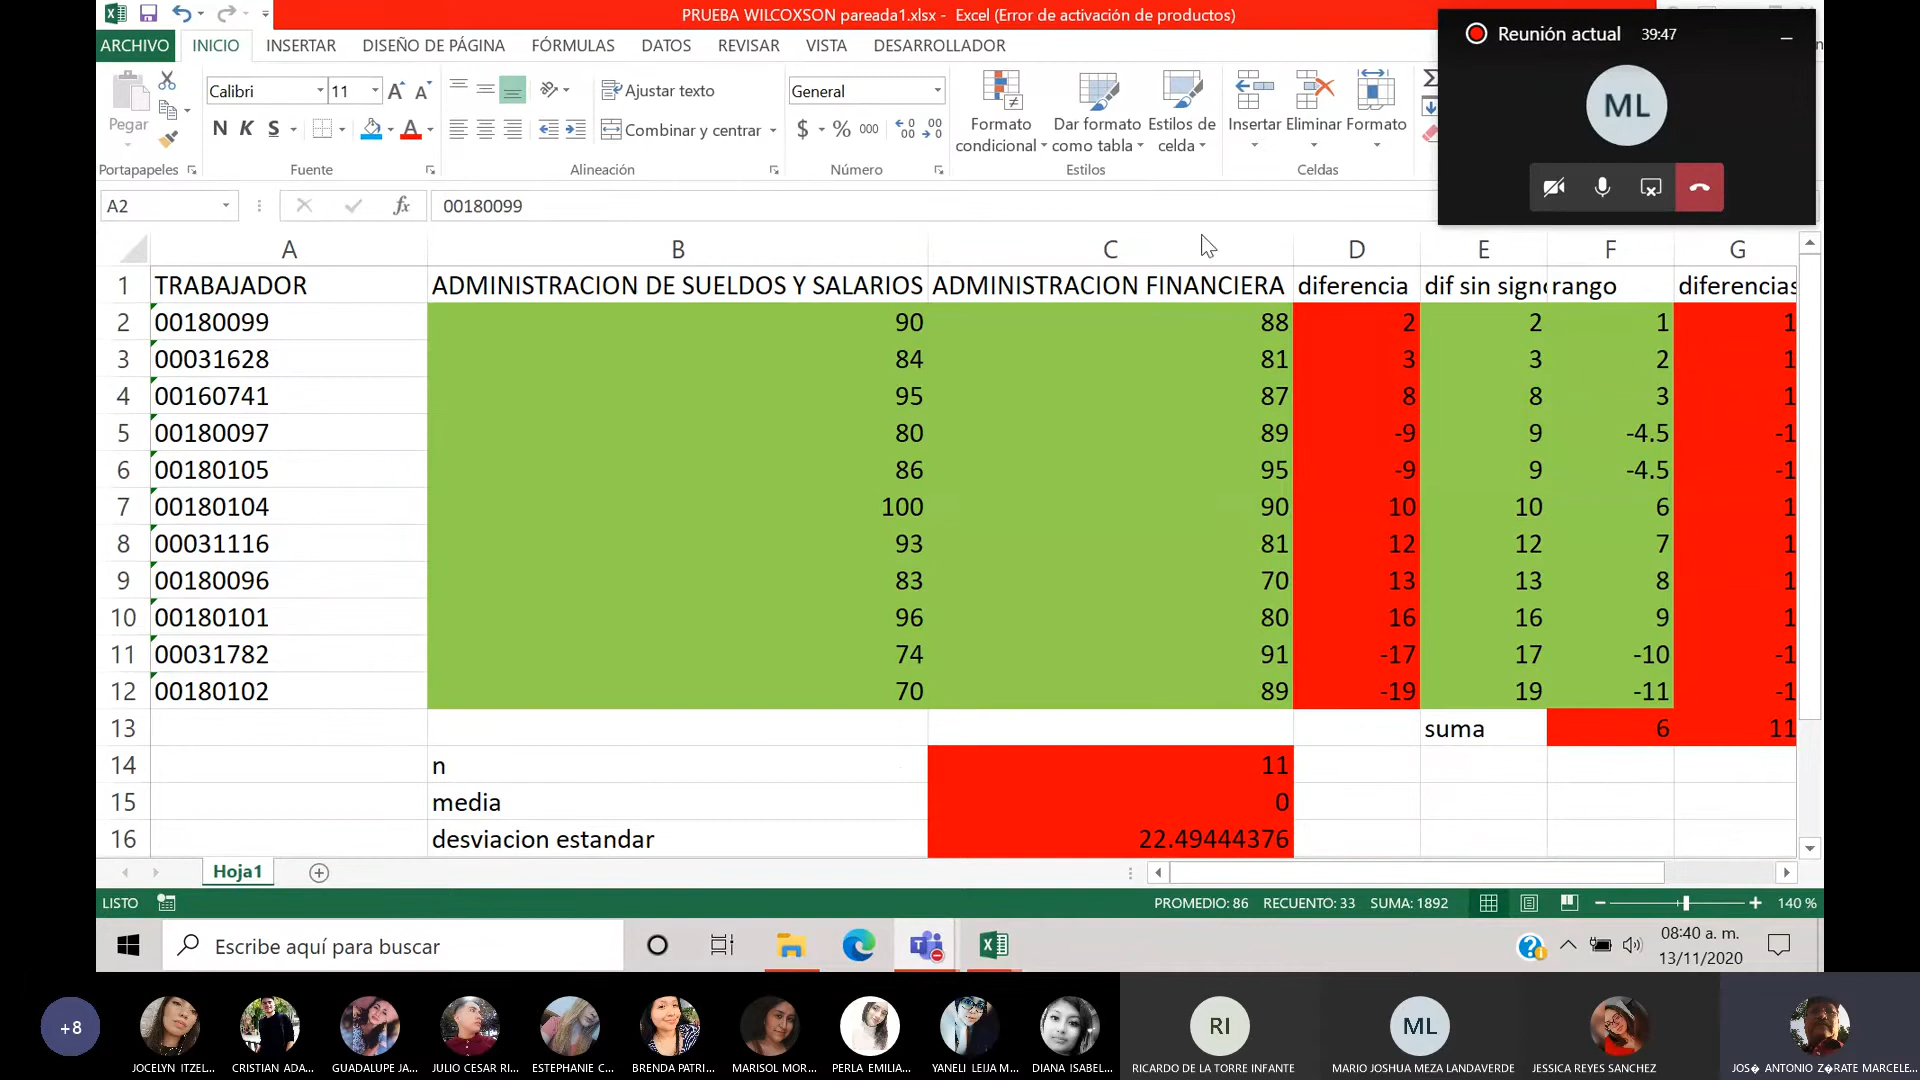 PRUEBA WILCOXSON pareada1.xlsx - Excel (Error de activación de productos)
ARCHIVO INICIO INSERTAR DISEÑO DE PÁGINA FÓRMULAS DATOS REVISAR VISTA DESARROLLADOR
Reunión actual 39:47
ML
Calibri 11 Ajustar texto General
Pegar N K S Combinar y centrar $ % 000
Formato condicional Dar formato como tabla Estilos de celda Insertar Eliminar Formato
Portapapeles Fuente Alineación Número Estilos Celdas
A2 fx 00180099
A B C D E F G
1 TRABAJADOR ADMINISTRACION DE SUELDOS Y SALARIOS ADMINISTRACION FINANCIERA diferencia dif sin signo rango diferencias
2 00180099 90 88 2 2 1 1
3 00031628 84 81 3 3 2 1
4 00160741 95 87 8 8 3 1
5 00180097 80 89 -9 9 -4.5 -1
6 00180105 86 95 -9 9 -4.5 -1
7 00180104 100 90 10 10 6 1
8 00031116 93 81 12 12 7 1
9 00180096 83 70 13 13 8 1
10 00180101 96 80 16 16 9 1
11 00031782 74 91 -17 17 -10 -1
12 00180102 70 89 -19 19 -11 -1
13 suma 6 11
14 n 11
15 media 0
16 desviacion estandar 22.49444376
Hoja1
LISTO PROMEDIO: 86 RECUENTO: 33 SUMA: 1892 140 %
Escribe aquí para buscar
08:40 a. m.
13/11/2020
+8 RI ML
JOCELYN ITZEL... CRISTIAN ADA... GUADALUPE JA... JULIO CESAR RI... ESTEPHANIE C... BRENDA PATRI... MARISOL MOR... PERLA EMILIA... YANELI LEIJA M... DIANA ISABEL... RICARDO DE LA TORRE INFANTE MARIO JOSHUA MEZA LANDAVERDE JESSICA REYES SANCHEZ JOS� ANTONIO Z�RATE MARCELE...